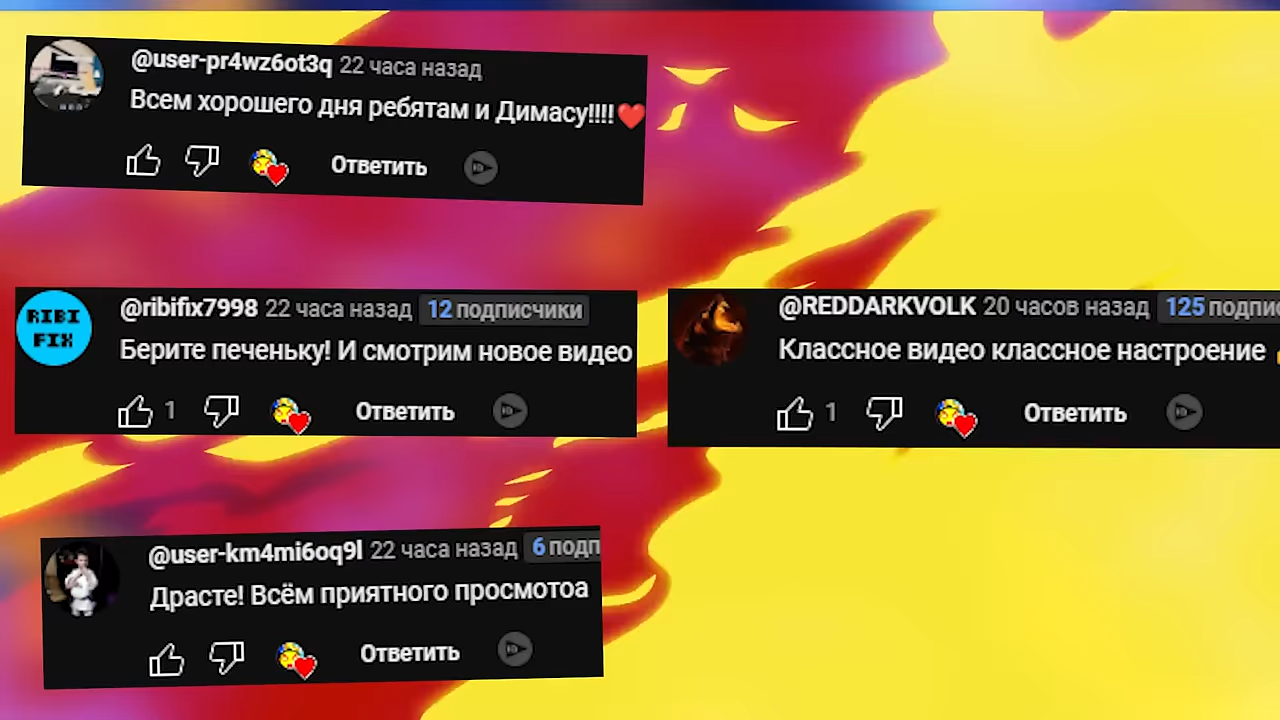 @user-pr4wz6ot3q 22 часа назад
Всем хорошего дня ребятам и Димасу!!!!❤️
Ответить
RIBI
FIX
@ribifix7998 22 часа назад 12 подписчики
Берите печеньку! И смотрим новое видео
1 Ответить
@REDDARKVOLK 20 часов назад 125 подпис
Классное видео классное настроение
1 Ответить
@user-km4mi6oq9l 22 часа назад 6 подп
Драсте! Всём приятного просмотоа
Ответить